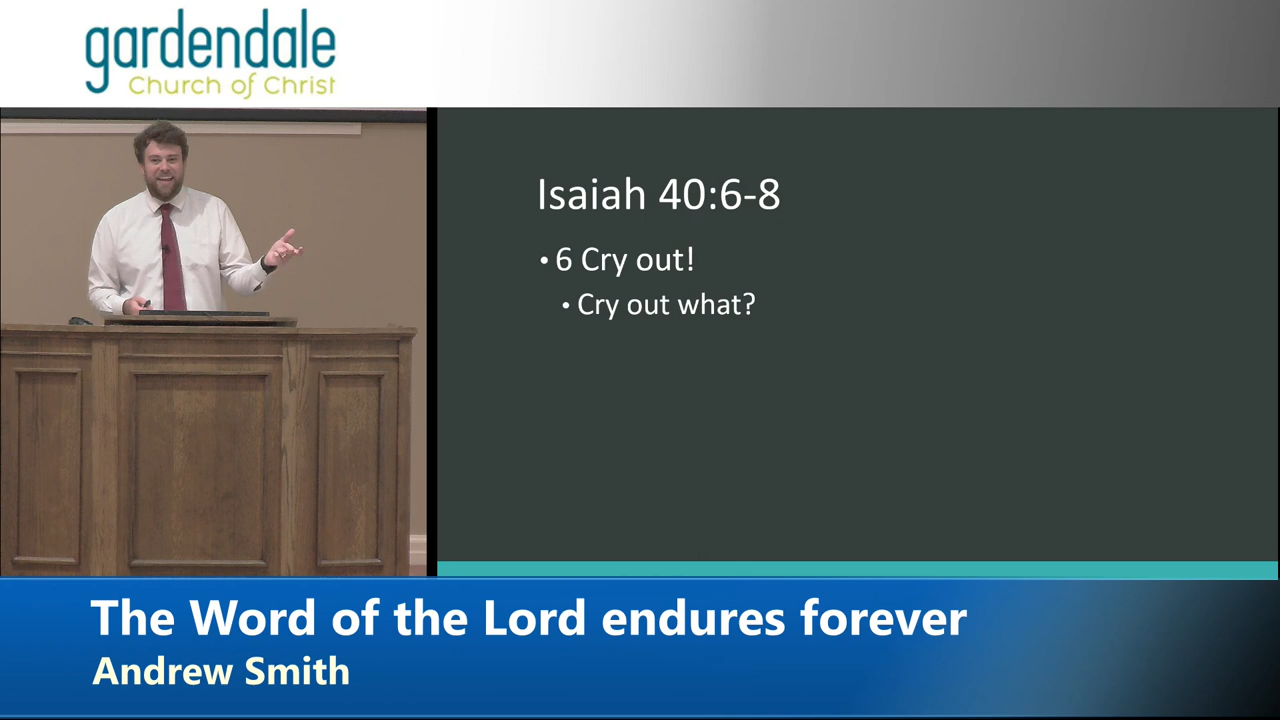 gardendale
Church of Christ
Isaiah 40:6-8
• 6 Cry out!
• Cry out what?
The Word of the Lord endures forever
Andrew Smith